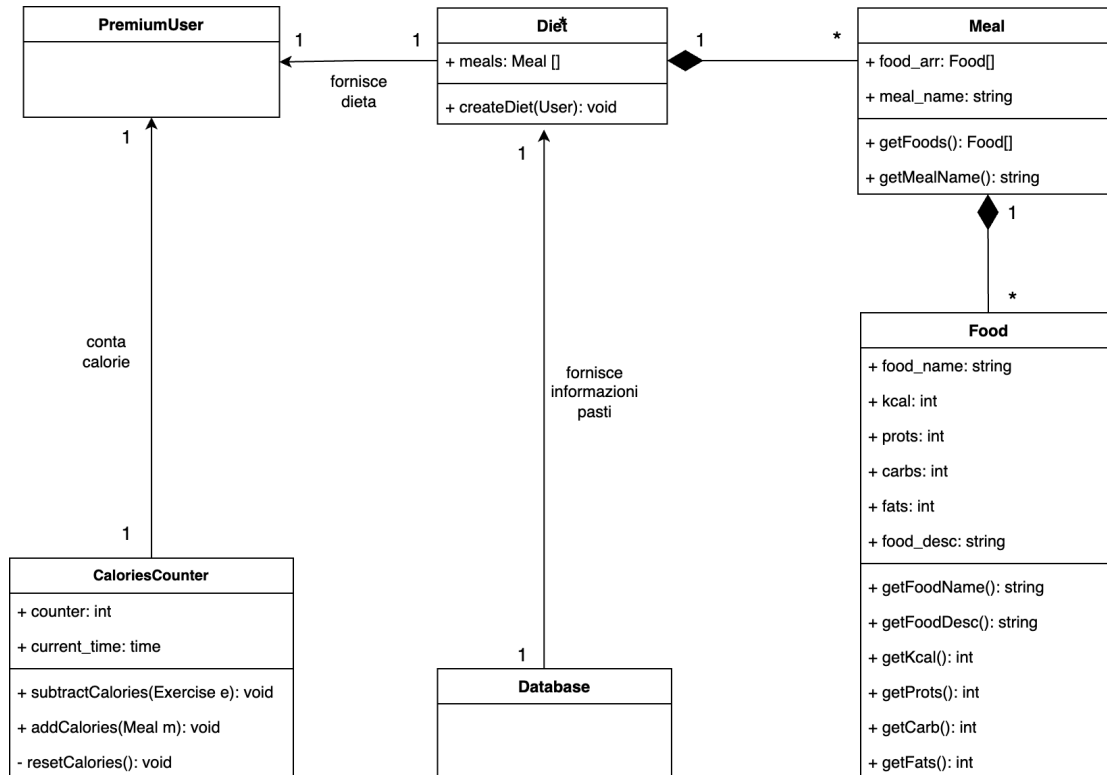 PremiumUser
1
1
fornisce
dieta
Diet
*
+ meals: Meal []
+ createDiet(User): void
1
*
Meal
+ food_arr: Food[]
+ meal_name: string
+ getFoods(): Food[]
+ getMealName(): string
1
1
1
*
conta
calorie
fornisce
informazioni
pasti
Food
+ food_name: string
+ kcal: int
+ prots: int
+ carbs: int
+ fats: int
+ food_desc: string
+ getFoodName(): string
+ getFoodDesc(): string
+ getKcal(): int
+ getProts(): int
+ getCarb(): int
+ getFats(): int
1
CaloriesCounter
+ counter: int
+ current_time: time
+ subtractCalories(Exercise e): void
+ addCalories(Meal m): void
- resetCalories(): void
1
Database